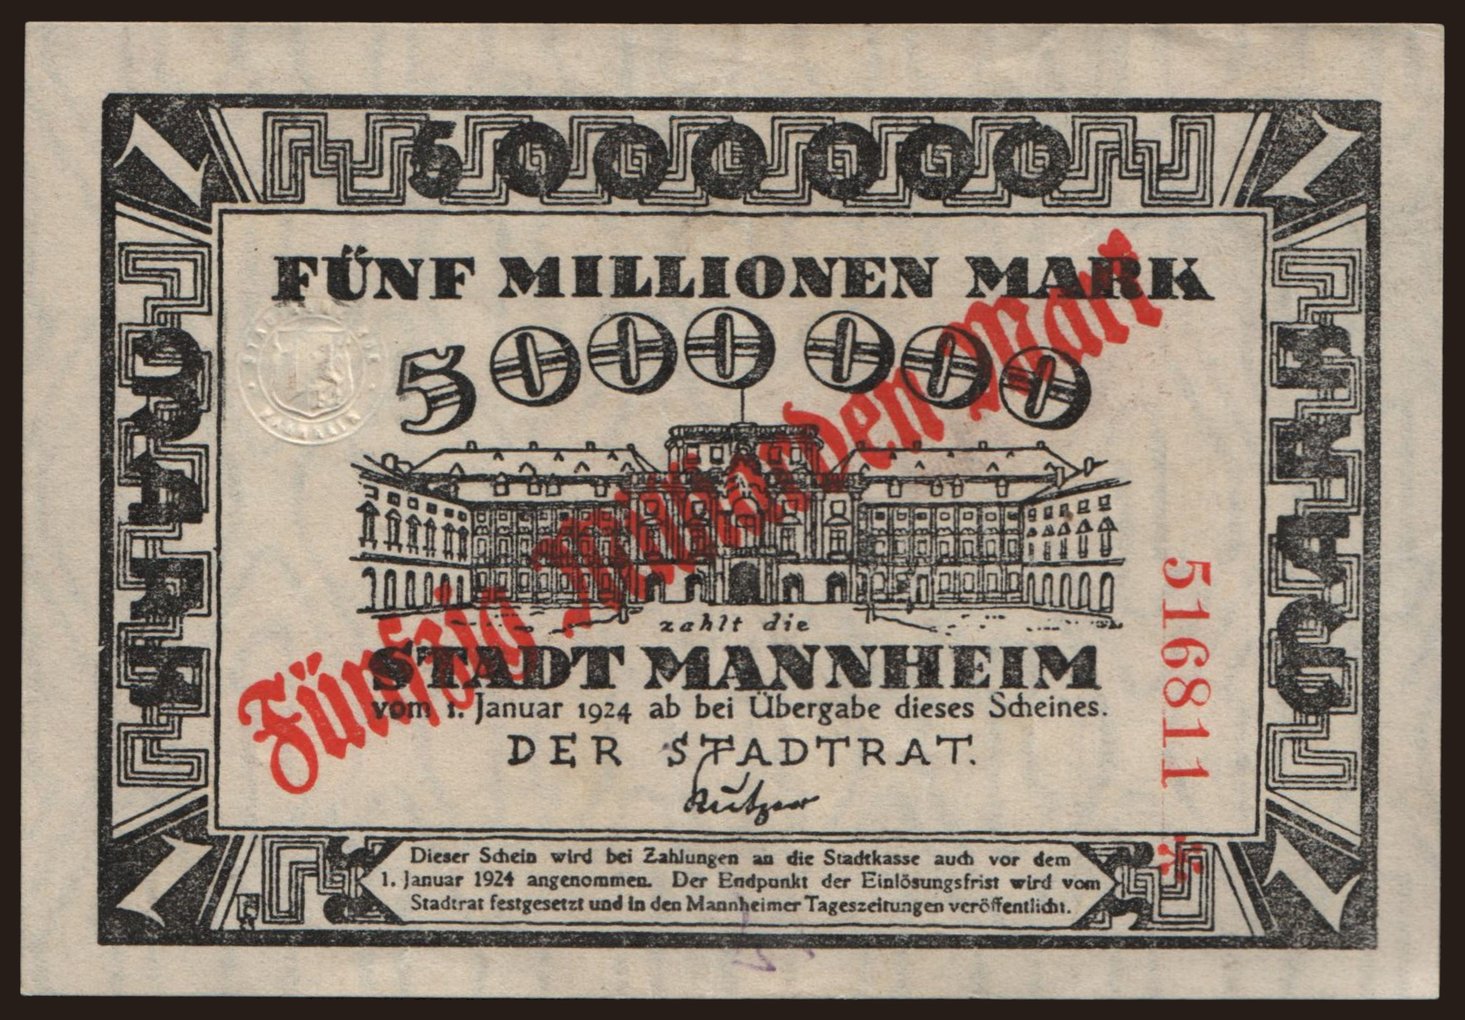 5000000
FÜNF MILLIONEN MARK
5000000
Fünfzig Milliarden Mark
zahlt die
STADT MANNHEIM
vom 1. Januar 1924 ab bei Übergabe dieses Scheines.
DER STADTRAT.
Kutzer
516811
*
Dieser Schein wird bei Zahlungen an die Stadtkasse auch vor dem
1. Januar 1924 angenommen. Der Endpunkt der Einlösungsfrist wird vom
Stadtrat festgesetzt und in den Mannheimer Tageszeitungen veröffentlicht.